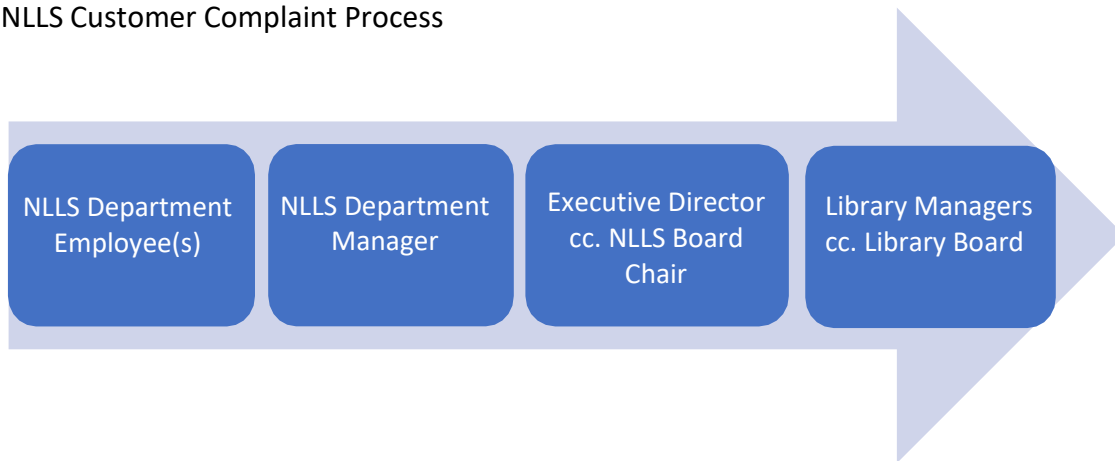 NLLS Customer Complaint Process
NLLS Department
Employee(s)
NLLS Department
Manager
Executive Director
cc. NLLS Board
Chair
Library Managers
cc. Library Board